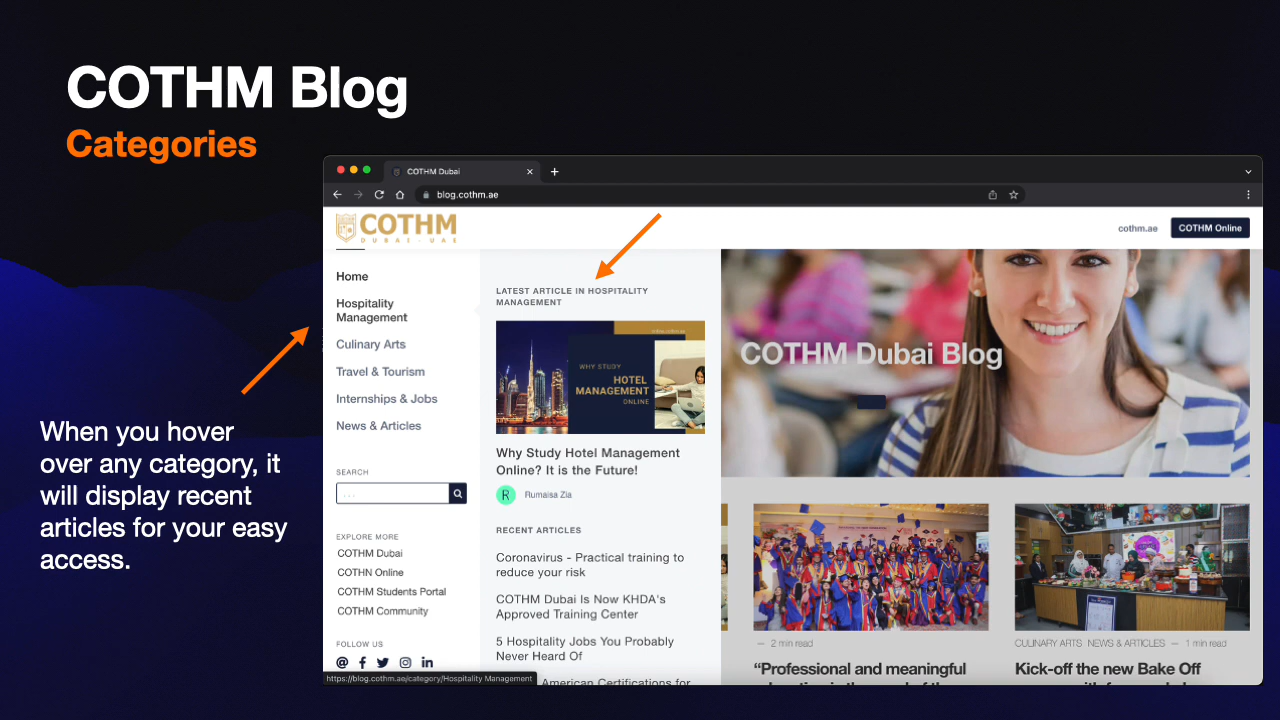 COTHM Blog
Categories
COTHM Dubai
blog.cothm.ae
COTHM
DUBAI - UAE
cothm.ae
COTHM Online
Home
Hospitality
Management
Culinary Arts
Travel & Tourism
Internships & Jobs
News & Articles
SEARCH
. . .
EXPLORE MORE
COTHM Dubai
COTHN Online
COTHM Students Portal
COTHM Community
FOLLOW US
https://blog.cothm.ae/category/Hospitality Management
LATEST ARTICLE IN HOSPITALITY
MANAGEMENT
online.cothm.ae
WHY STUDY
HOTEL
MANAGEMENT
ONLINE
Why Study Hotel Management
Online? It is the Future!
R
Rumaisa Zia
RECENT ARTICLES
Coronavirus - Practical training to
reduce your risk
COTHM Dubai Is Now KHDA's
Approved Training Center
5 Hospitality Jobs You Probably
Never Heard Of
American Certifications for
COTHM Dubai Blog
— 2 min read
“Professional and meaningful
CULINARY ARTS NEWS & ARTICLES — 1 min read
Kick-off the new Bake Off
When you hover
over any category, it
will display recent
articles for your easy
access.